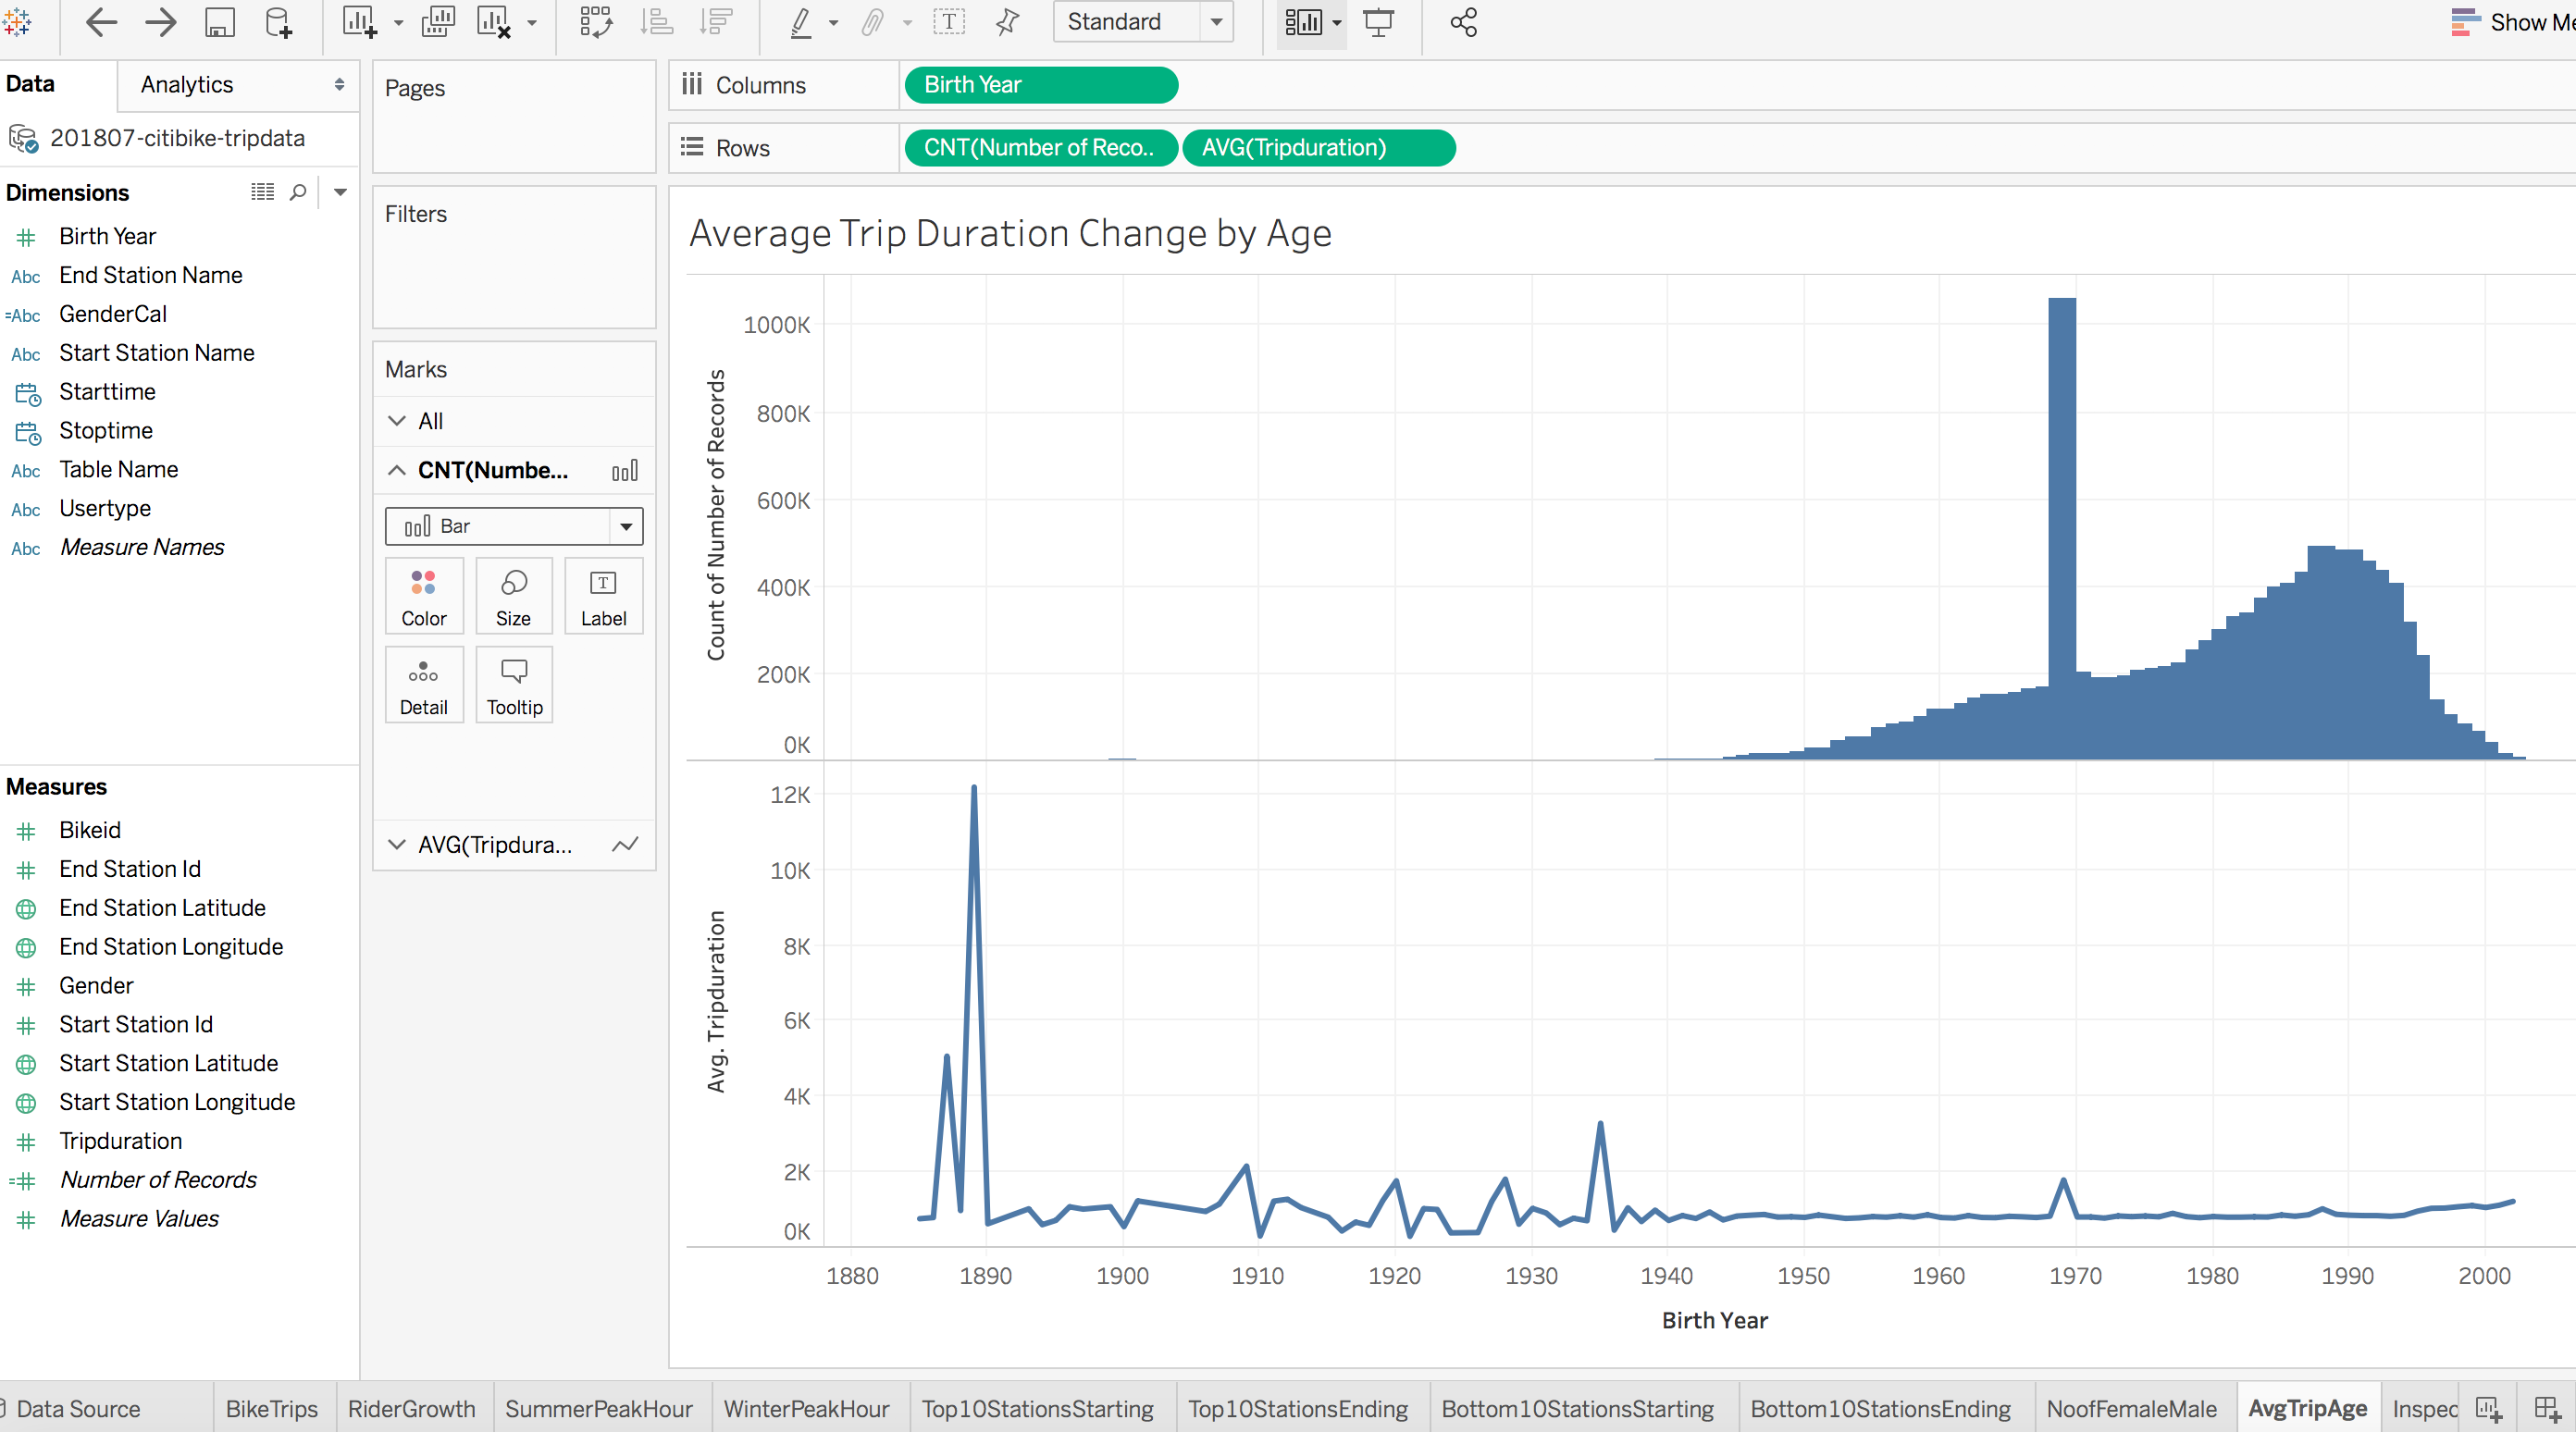 Standard
Show Me
Data
Analytics
201807-citibike-tripdata
Dimensions
Birth Year
Abc End Station Name
=Abc GenderCal
Abc Start Station Name
Starttime
Stoptime
Abc Table Name
Abc Usertype
Abc Measure Names
Measures
Bikeid
End Station Id
End Station Latitude
End Station Longitude
Gender
Start Station Id
Start Station Latitude
Start Station Longitude
Tripduration
Number of Records
Measure Values
Pages
Filters
Marks
All
CNT(Numbe...
Bar
Color
Size
T
Label
Detail
Tooltip
AVG(Tripdura...
Columns
Birth Year
Rows
CNT(Number of Reco..
AVG(Tripduration)
Average Trip Duration Change by Age
Count of Number of Records
1000K
800K
600K
400K
200K
0K
Avg. Tripduration
12K
10K
8K
6K
4K
2K
0K
1880 1890 1900 1910 1920 1930 1940 1950 1960 1970 1980 1990 2000
Birth Year
Data Source
BikeTrips
RiderGrowth
SummerPeakHour
WinterPeakHour
Top10StationsStarting
Top10StationsEnding
Bottom10StationsStarting
Bottom10StationsEnding
NoofFemaleMale
AvgTripAge
Inspec